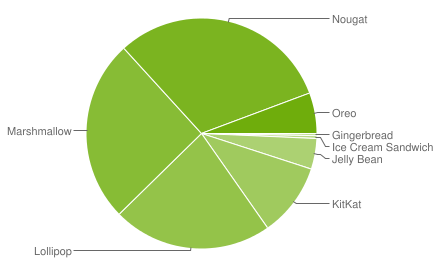 Nougat
Oreo
Gingerbread
Ice Cream Sandwich
Jelly Bean
KitKat
Lollipop
Marshmallow